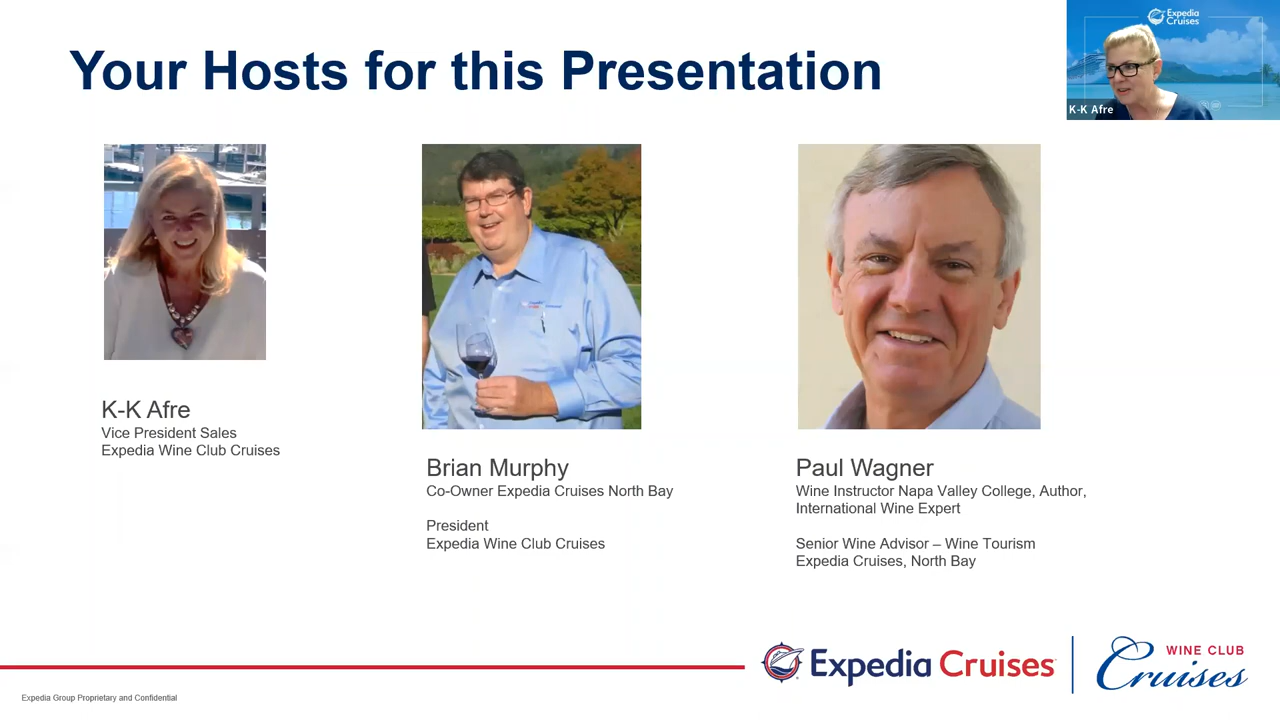 Your Hosts for this Presentation
Expedia
Cruises
K-K Afre
K-K Afre
Vice President Sales
Expedia Wine Club Cruises
Brian Murphy
Co-Owner Expedia Cruises North Bay
President
Expedia Wine Club Cruises
Paul Wagner
Wine Instructor Napa Valley College, Author,
International Wine Expert
Senior Wine Advisor – Wine Tourism
Expedia Cruises, North Bay
Expedia Cruises
WINE CLUB
Cruises
Expedia Group Proprietary and Confidential